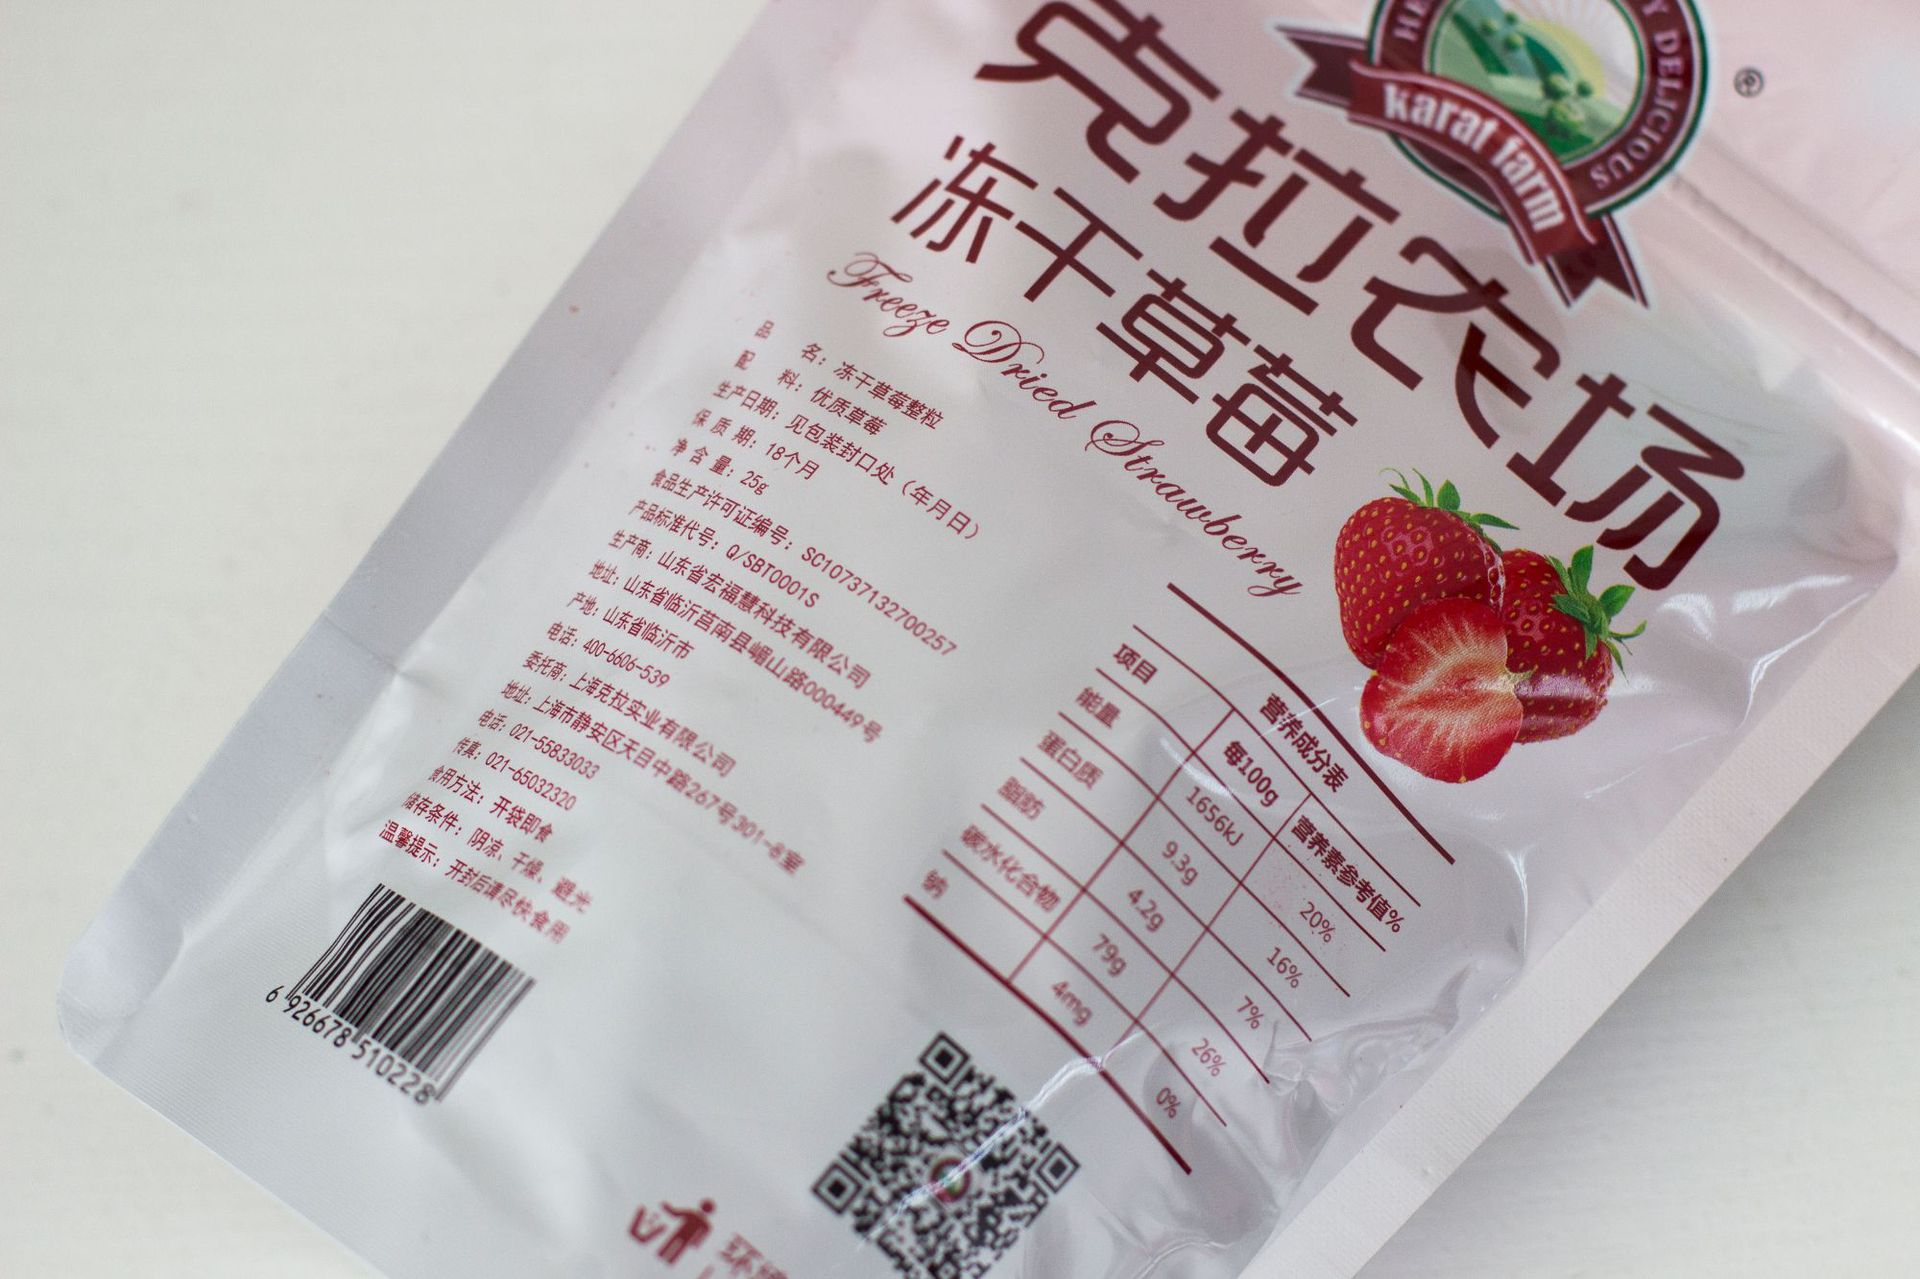 DELICIOUS
karat farm
®
克拉农场
冻干草莓
Freeze Dried Strawberry
品 名：冻干草莓整粒
配 料：优质草莓
生产日期：见包装封口处（年月日）
保 质 期：18个月
净 含 量：25g
食品生产许可证编号：SC10737132700257
产品标准代号：Q/SBT0001S
生产商：山东省宏福慧科技有限公司
地址：山东省临沂莒南县嵋山路000449号
产地：山东省临沂市
电话：400-6606-539
委托商：上海克拉实业有限公司
地址：上海市静安区天目中路267号301-8室
电话：021-55833033
传真：021-65032320
食用方法：开袋即食
储存条件：阴凉、干燥、避光
温馨提示：开封后请尽快食用
6 926678 510228
营养成分表
项目 每100g 营养素参考值%
能量 1656kJ 20%
蛋白质 9.3g 16%
脂肪 4.2g 7%
碳水化合物 79g 26%
钠 4mg 0%